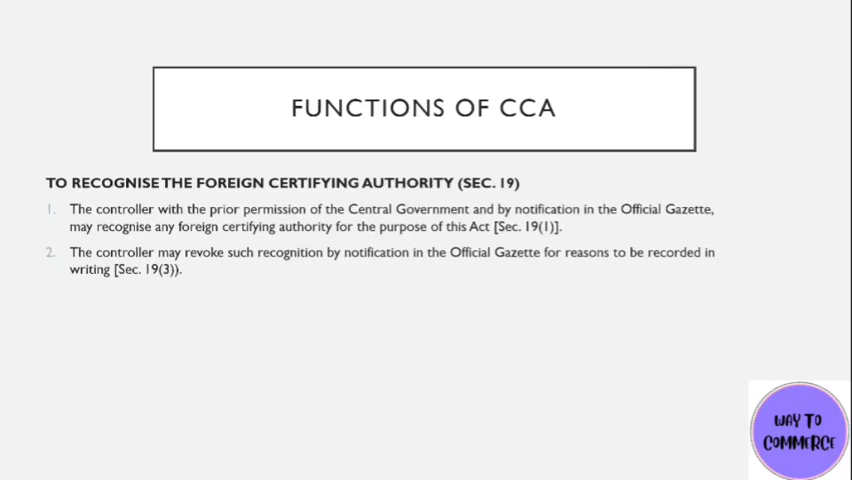 FUNCTIONS OF CCA
TO RECOGNISE THE FOREIGN CERTIFYING AUTHORITY (SEC. 19)
1. The controller with the prior permission of the Central Government and by notification in the Official Gazette,
may recognise any foreign certifying authority for the purpose of this Act [Sec. 19(1)].
2. The controller may revoke such recognition by notification in the Official Gazette for reasons to be recorded in
writing [Sec. 19(3)).
WAY TO
COMMERCE